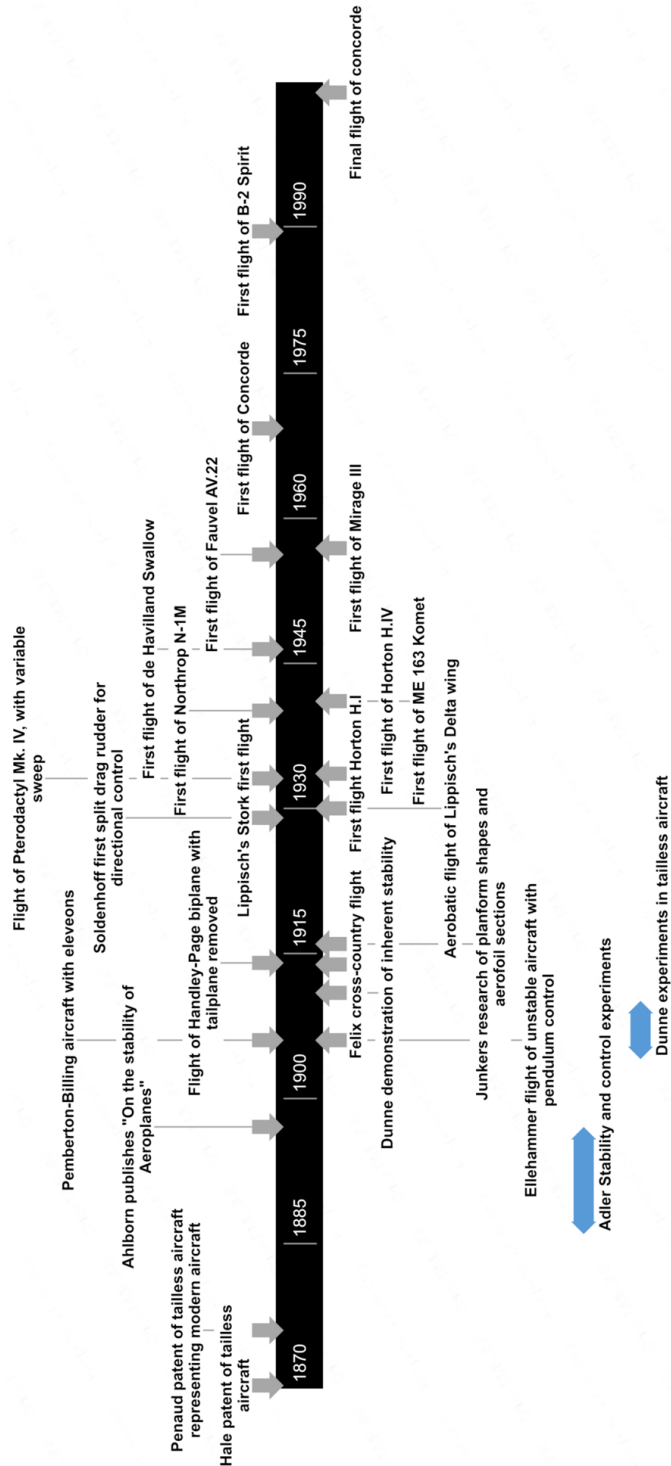 Flight of Pterodactyl Mk. IV, with variable
sweep
Pemberton-Billing aircraft with eleveons
Soldenhoff first split drag rudder for
directional control
Ahlborn publishes "On the stability of
Aeroplanes"
First flight of de Havilland Swallow
First flight of Northrop N-1M
Penaud patent of tailless aircraft
representing modern aircraft
Flight of Handley-Page biplane with
tailplane removed
First flight of Fauvel AV.22
Hale patent of tailless
aircraft
Lippisch's Stork first flight
First flight of Concorde
First flight of B-2 Spirit
1870
1885
1900
1915
1930
1945
1960
1975
1990
Felix cross-country flight
First flight Horton H.I
First flight of Mirage III
Final flight of concorde
Dunne demonstration of inherent stability
First flight of Horton H.IV
First flight of ME 163 Komet
Aerobatic flight of Lippisch's Delta wing
Junkers research of planform shapes and
aerofoil sections
Ellehammer flight of unstable aircraft with
pendulum control
Adler Stability and control experiments
Dunne experiments in tailless aircraft